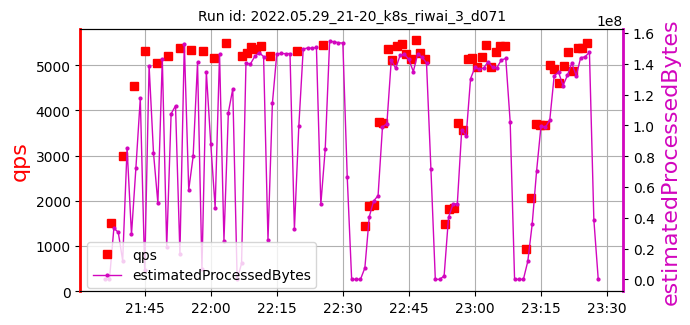 Run id: 2022.05.29_21-20_k8s_riwai_3_d071
1e8
qps
5000
4000
3000
2000
1000
0
1.6
1.4
1.2
1.0
0.8
0.6
0.4
0.2
0.0
estimatedProcessedBytes
qps
estimatedProcessedBytes
21:45 22:00 22:15 22:30 22:45 23:00 23:15 23:30